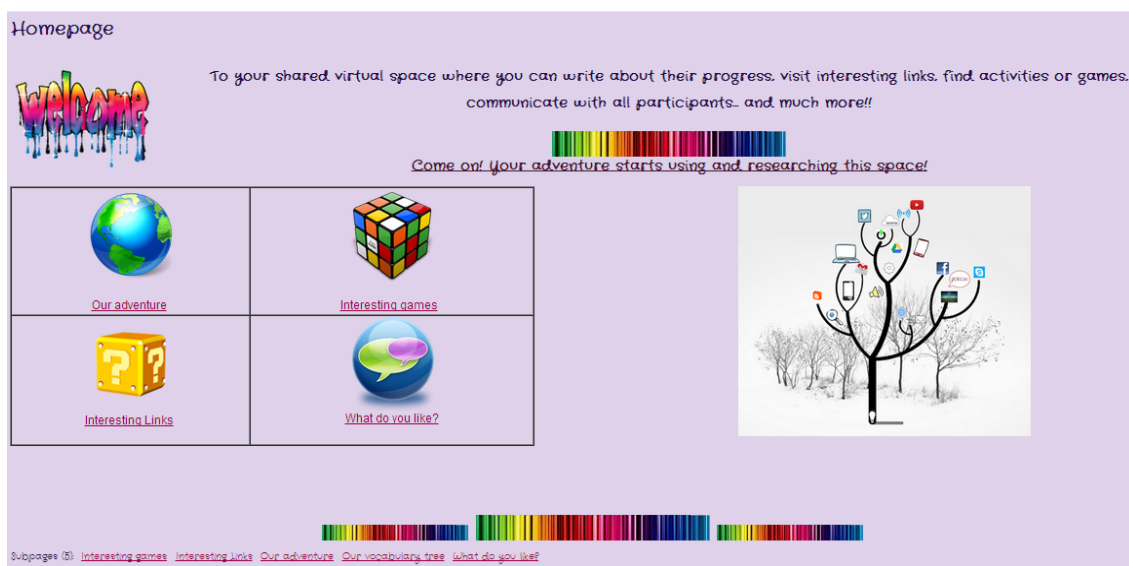 Homepage
welcome
To your shared virtual space where you can write about their progress, visit interesting links, find activities or games,
communicate with all participants... and much more!!
Come on! Your adventure starts using and researching this space!
Our adventure
Interesting games
Interesting Links
What do you like?
Subpages (5): Interesting games Interesting Links Our adventure Our vocabulary tree What do you like?